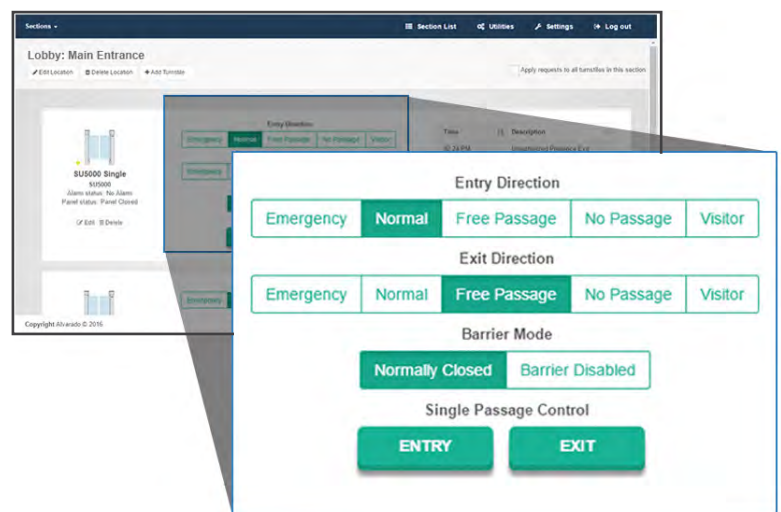 Sections
Section List Utilities Settings Log out
Lobby: Main Entrance
Edit Location Delete Location Add Turnstile
Apply requests to all turnstiles in this section
Entry Direction
Emergency Normal Free Passage No Passage Visitor
Time Description
02:24 PM Unauthorized Presence Exit
SU5000 Single
SU5000
Alarm status: No Alarm
Panel status: Panel Closed
Edit Delete
Emergency
Emergency
Copyright Alvarado © 2016
Entry Direction
Emergency Normal Free Passage No Passage Visitor
Exit Direction
Emergency Normal Free Passage No Passage Visitor
Barrier Mode
Normally Closed Barrier Disabled
Single Passage Control
ENTRY EXIT